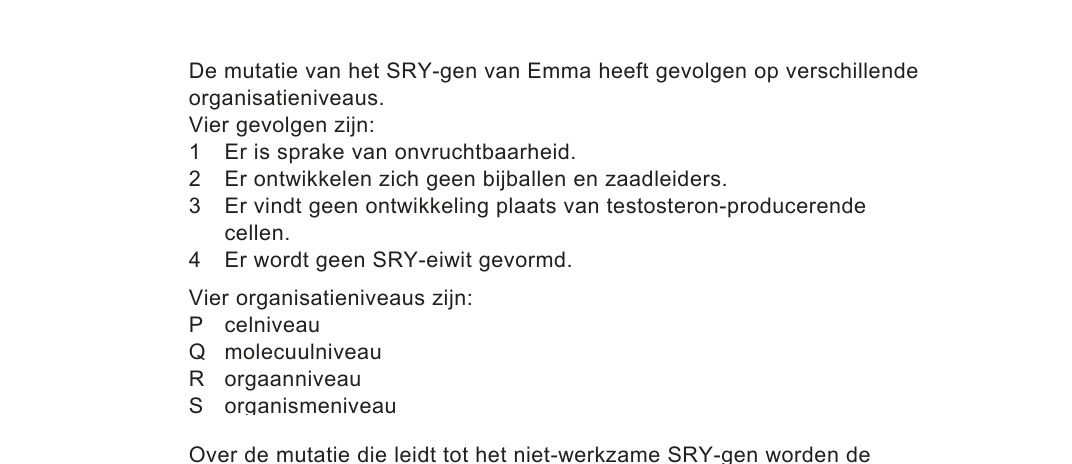 De mutatie van het SRY-gen van Emma heeft gevolgen op verschillende
organisatieniveaus.
Vier gevolgen zijn:
1 Er is sprake van onvruchtbaarheid.
2 Er ontwikkelen zich geen bijballen en zaadleiders.
3 Er vindt geen ontwikkeling plaats van testosteron-producerende
cellen.
4 Er wordt geen SRY-eiwit gevormd.
Vier organisatieniveaus zijn:
P celniveau
Q molecuulniveau
R orgaanniveau
S organismeniveau
Over de mutatie die leidt tot het niet-werkzame SRY-gen worden de